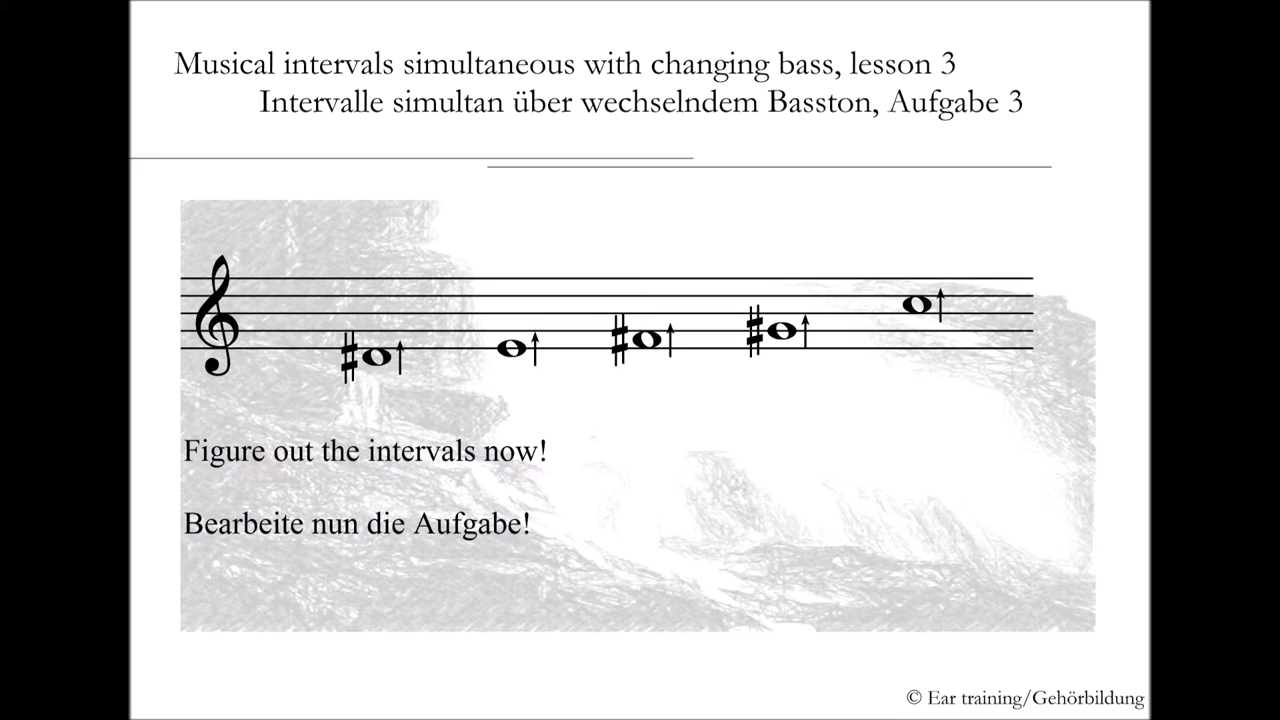 Musical intervals simultaneous with changing bass, lesson 3
Intervalle simultan über wechselndem Basston, Aufgabe 3
Figure out the intervals now!
Bearbeite nun die Aufgabe!
© Ear training/Gehörbildung